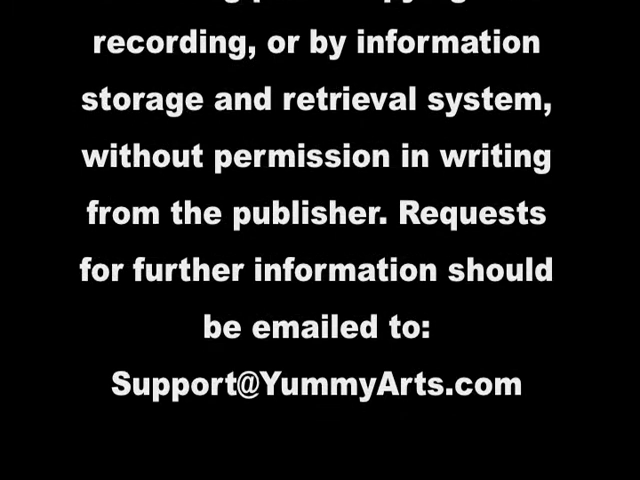 recording, or by information
storage and retrieval system,
without permission in writing
from the publisher. Requests
for further information should
be emailed to:
Support@YummyArts.com